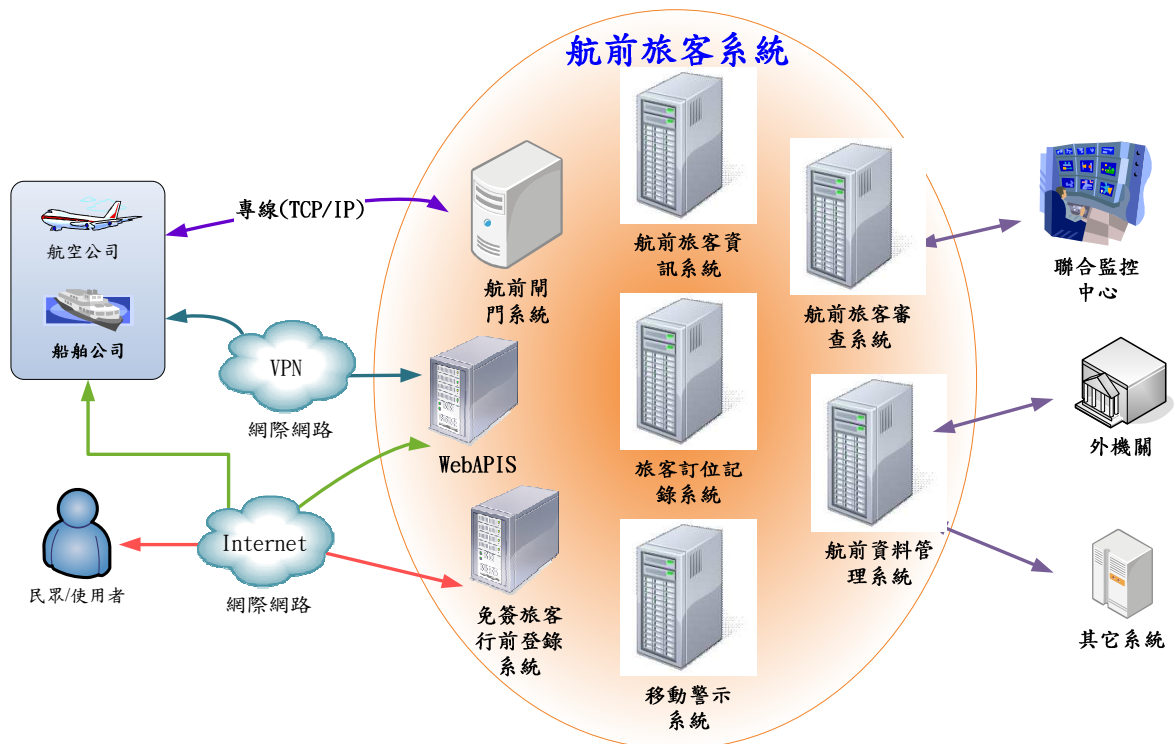 航前旅客系統
航空公司
船舶公司
專線(TCP/IP)
VPN
網際網路
Internet
網際網路
民眾/使用者
航前閘
門系統
WebAPIS
免簽旅客
行前登錄
系統
航前旅客資
訊系統
旅客訂位記
錄系統
移動警示
系統
航前旅客審
查系統
航前資料管
理系統
聯合監控
中心
外機關
其它系統